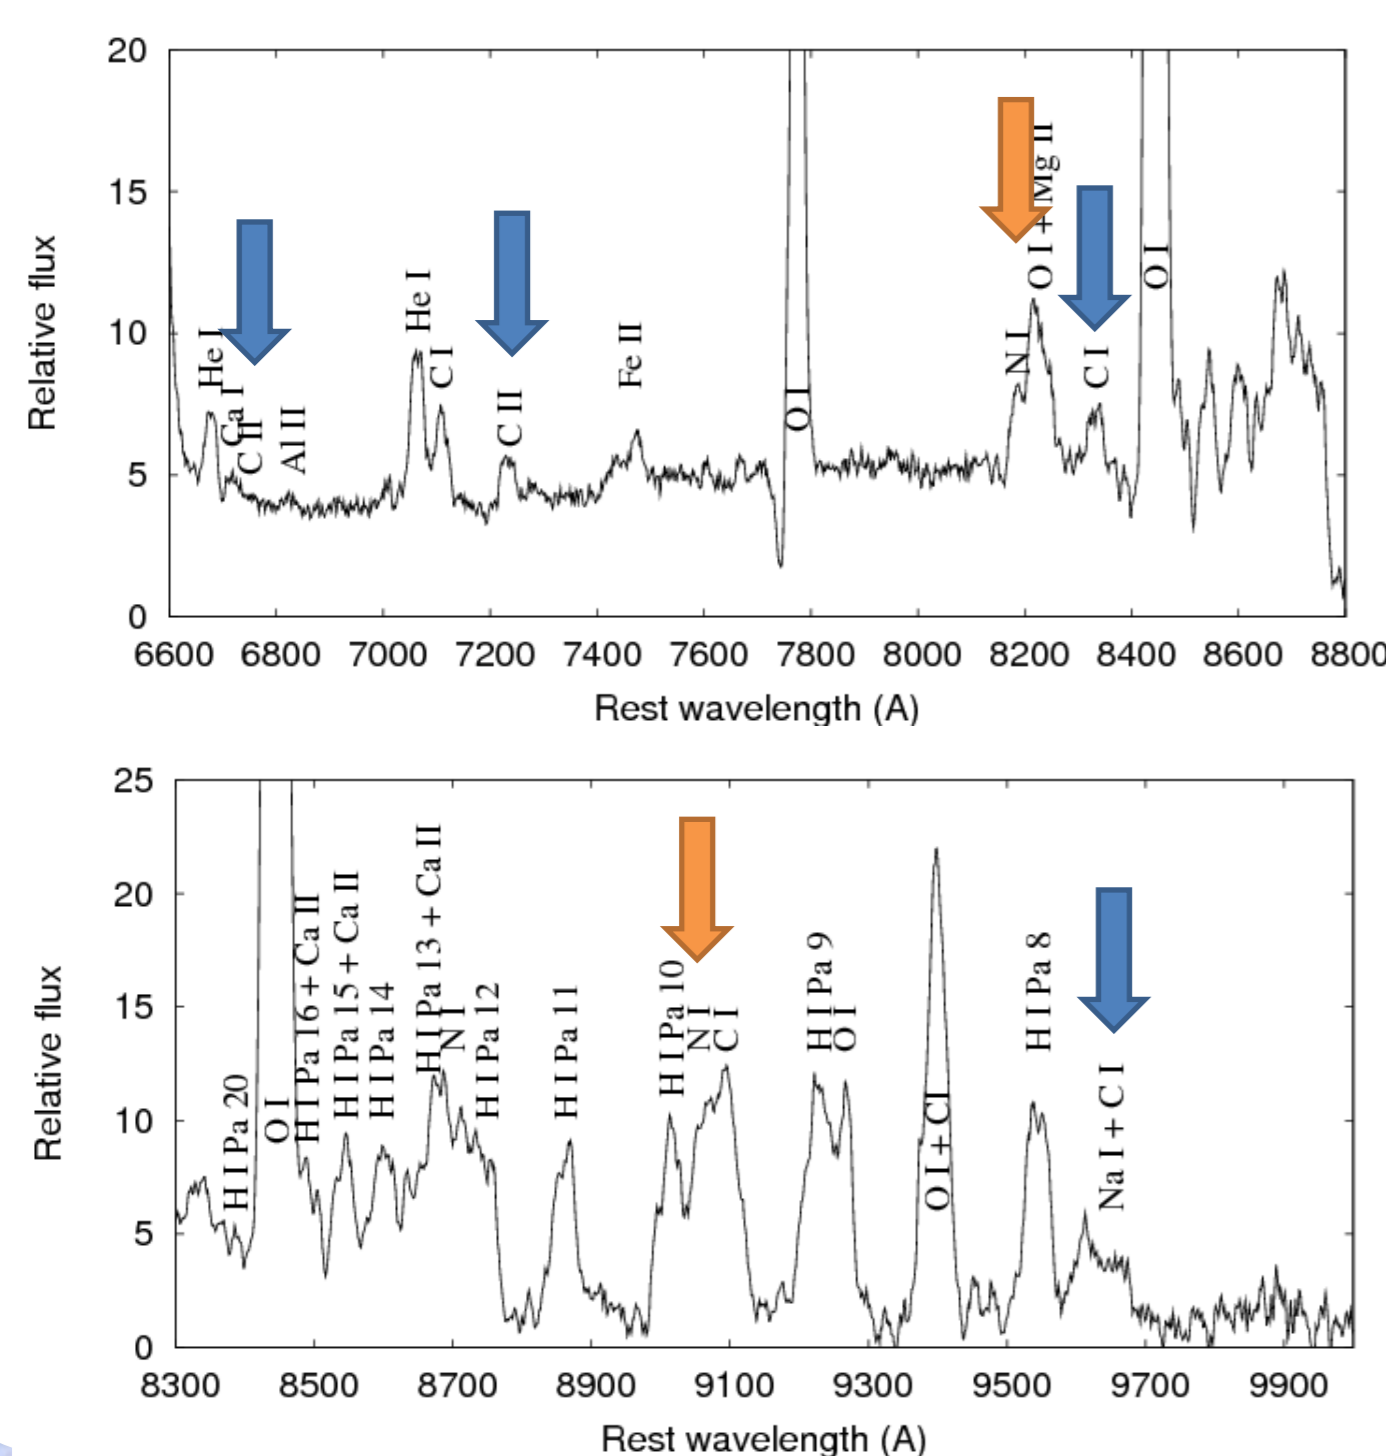 20
15
10
5
0
Relative flux
He I
Ca I
C II
Al II
He I
C I
C II
Fe II
O I
N I
O I + Mg II
C I
O I
6600 6800 7000 7200 7400 7600 7800 8000 8200 8400 8600 8800
Rest wavelength (A)
25
20
15
10
5
0
Relative flux
H I Pa 20
O I
H I Pa 16 + Ca II
H I Pa 15 + Ca II
H I Pa 14
H I Pa 13 + Ca II
N I
H I Pa 12
H I Pa 11
H I Pa 10
N I
C I
H I Pa 9
O I
O I + CI
H I Pa 8
Na I + C I
8300 8500 8700 8900 9100 9300 9500 9700 9900
Rest wavelength (A)